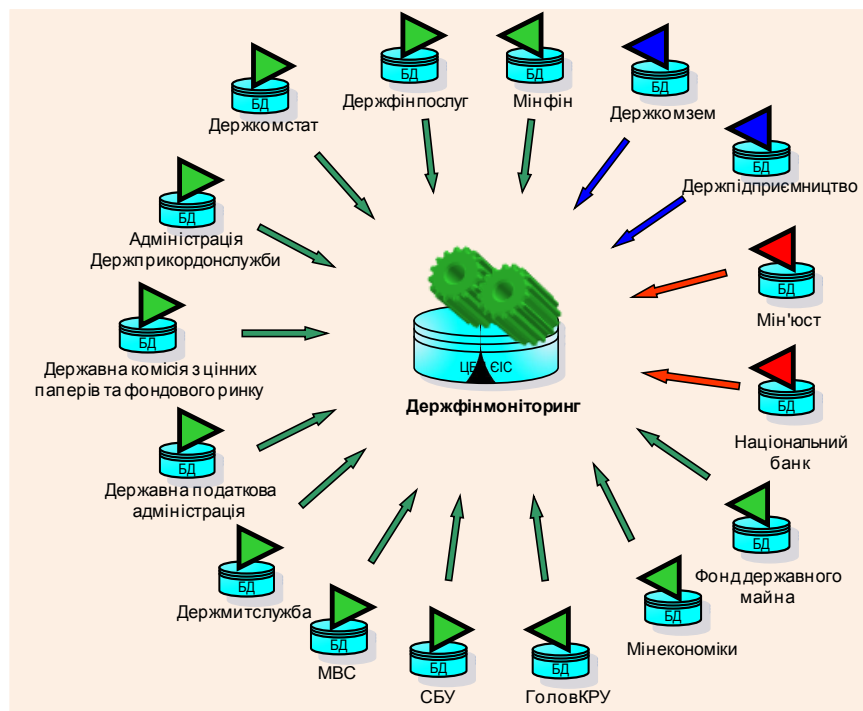 БД
Держфінпослуг
БД
Мінфін
БД
Держкомстат
БД
Держкомзем
БД
Держпідприємництво
БД
Адміністрація
Держприкордонслужби
БД
Мін'юст
БД
Державна комісія з цінних
паперів та фондового ринку
ЄІС
Держфінмоніторинг
БД
Національний
банк
БД
Державна податкова
адміністрація
БД
Фонд державного
майна
БД
Держмитслужба
БД
Мінекономіки
БД
МВС
БД
СБУ
БД
ГоловКРУ